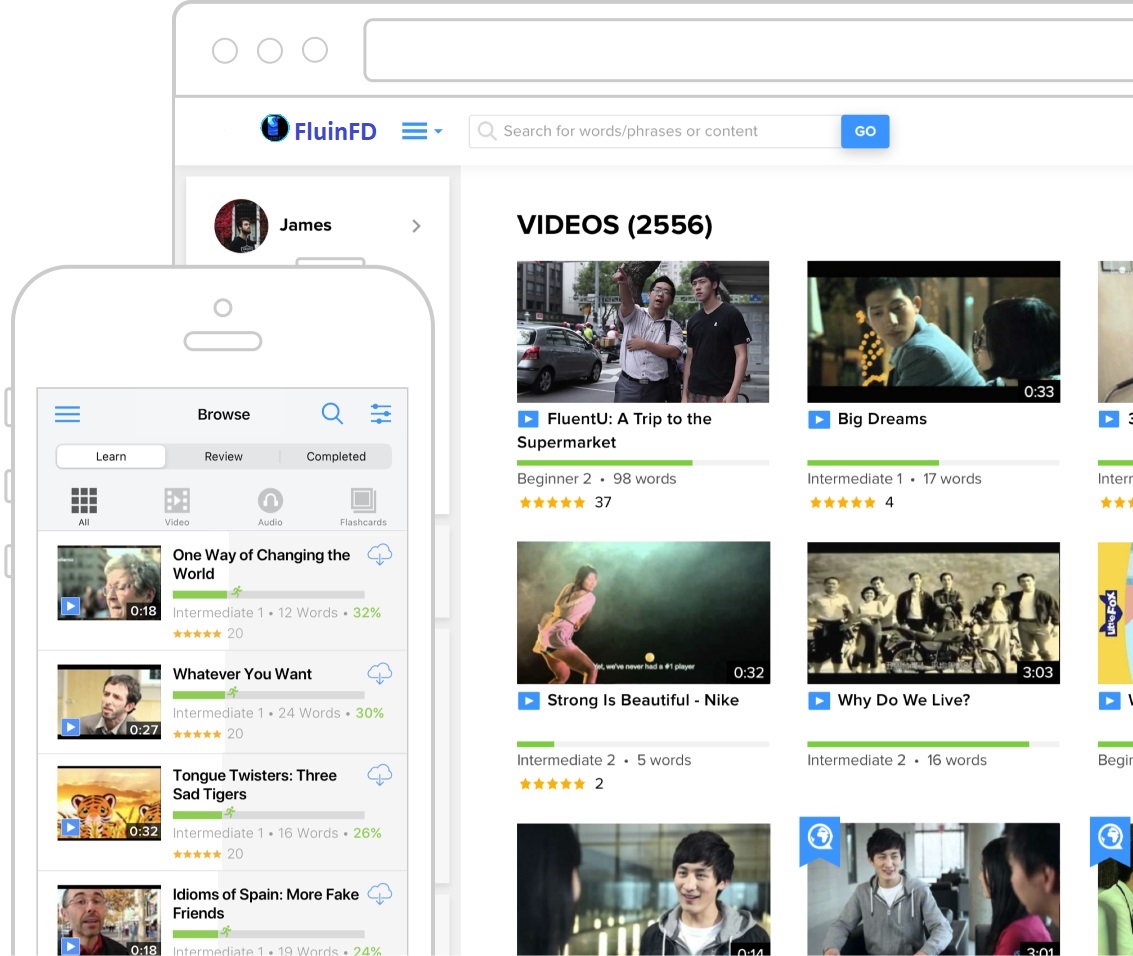 FluinFD
Search for words/phrases or content
GO
James
VIDEOS (2556)
FluentU: A Trip to the
Supermarket
Beginner 2 • 98 words
37
0:33
Big Dreams
Intermediate 1 • 17 words
4
3
Inter
Yet, we've never had a #1 player
0:32
Strong Is Beautiful - Nike
Intermediate 2 • 5 words
2
3:03
Why Do We Live?
Intermediate 2 • 16 words
LittleFox
Begin
0:14
3:01
Browse
Learn
Review
Completed
All
Video
Audio
Flashcards
0:18
One Way of Changing the
World
Intermediate 1 • 12 Words • 32%
20
0:27
Whatever You Want
Intermediate 1 • 24 Words • 30%
20
0:32
Tongue Twisters: Three
Sad Tigers
Intermediate 1 • 16 Words • 26%
20
0:18
Idioms of Spain: More Fake
Friends
Intermediate 1 • 19 Words • 24%